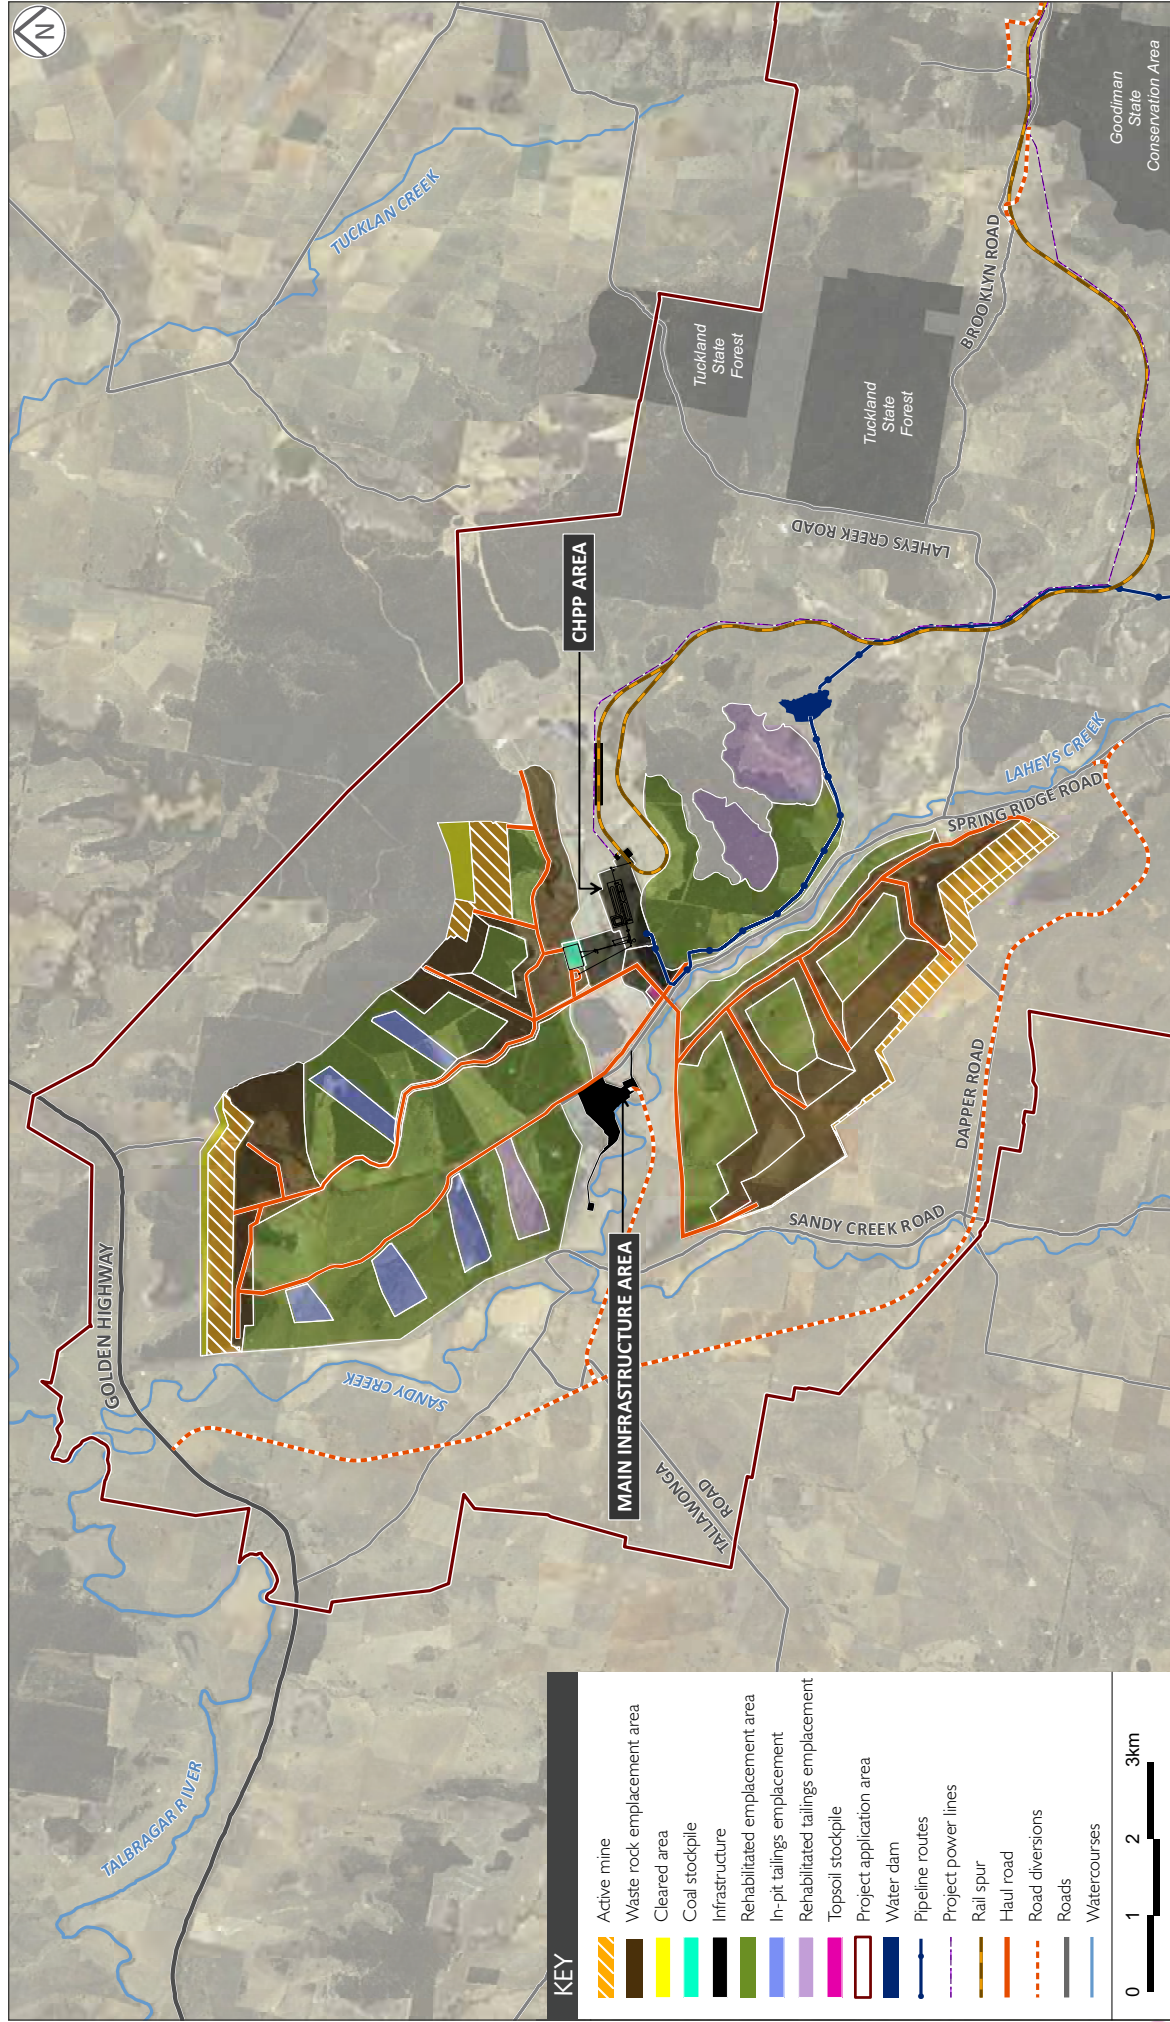 N
TUCKLAN CREEK
Goodiman
State
Conservation Area
BROOKLYN ROAD
Tuckland
State
Forest
Tuckland
State
Forest
LAHEYS CREEK ROAD
CHPP AREA
LAHEYS CREEK
SPRING RIDGE ROAD
DAPPER ROAD
SANDY CREEK ROAD
GOLDEN HIGHWAY
SANDY CREEK
MAIN INFRASTRUCTURE AREA
TALLAWONGA
ROAD
TALBRAGAR RIVER
KEY
Active mine
Waste rock emplacement area
Cleared area
Coal stockpile
Infrastructure
Rehabilitated emplacement area
In-pit tailings emplacement
Rehabilitated tailings emplacement
Topsoil stockpile
Project application area
Water dam
Pipeline routes
Project power lines
Rail spur
Haul road
Road diversions
Roads
Watercourses
0 1 2 3km